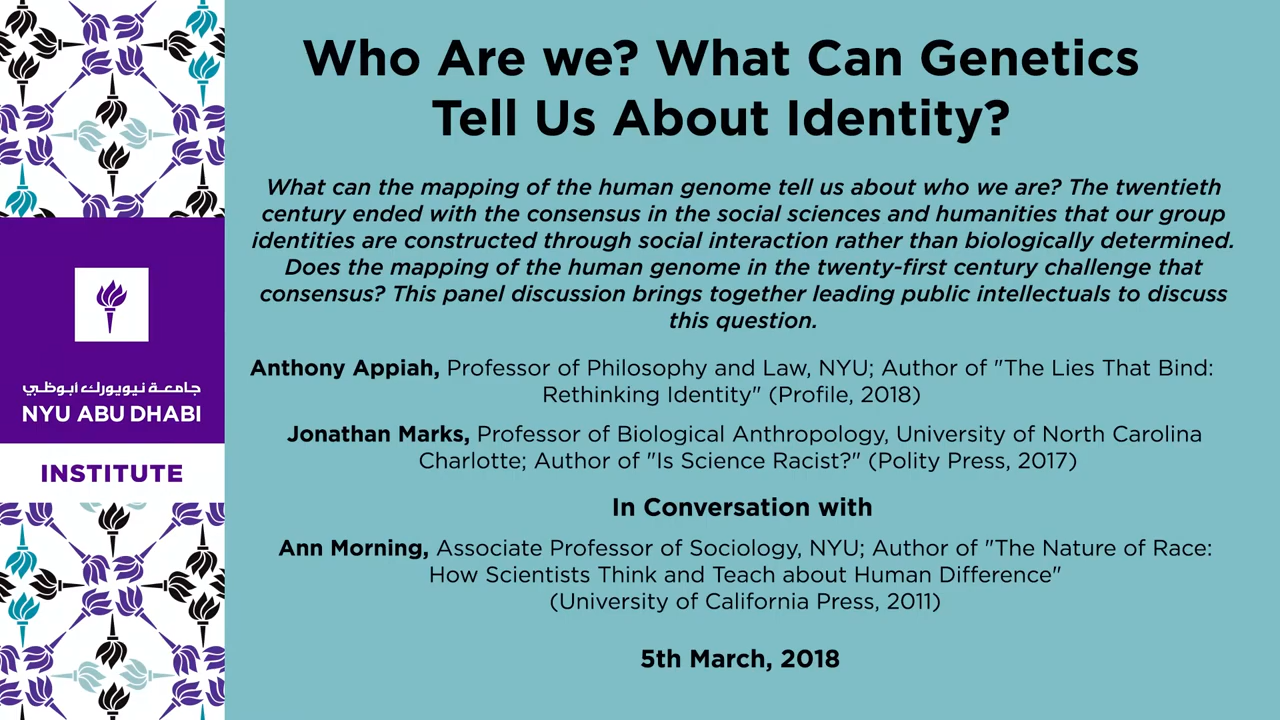 Who Are we? What Can Genetics
Tell Us About Identity?
What can the mapping of the human genome tell us about who we are? The twentieth
century ended with the consensus in the social sciences and humanities that our group
identities are constructed through social interaction rather than biologically determined.
Does the mapping of the human genome in the twenty-first century challenge that
consensus? This panel discussion brings together leading public intellectuals to discuss
this question.
Anthony Appiah, Professor of Philosophy and Law, NYU; Author of "The Lies That Bind:
Rethinking Identity" (Profile, 2018)
Jonathan Marks, Professor of Biological Anthropology, University of North Carolina
Charlotte; Author of "Is Science Racist?" (Polity Press, 2017)
In Conversation with
Ann Morning, Associate Professor of Sociology, NYU; Author of "The Nature of Race:
How Scientists Think and Teach about Human Difference"
(University of California Press, 2011)
5th March, 2018
جامعة نيويورك أبوظبي
NYU ABU DHABI
INSTITUTE